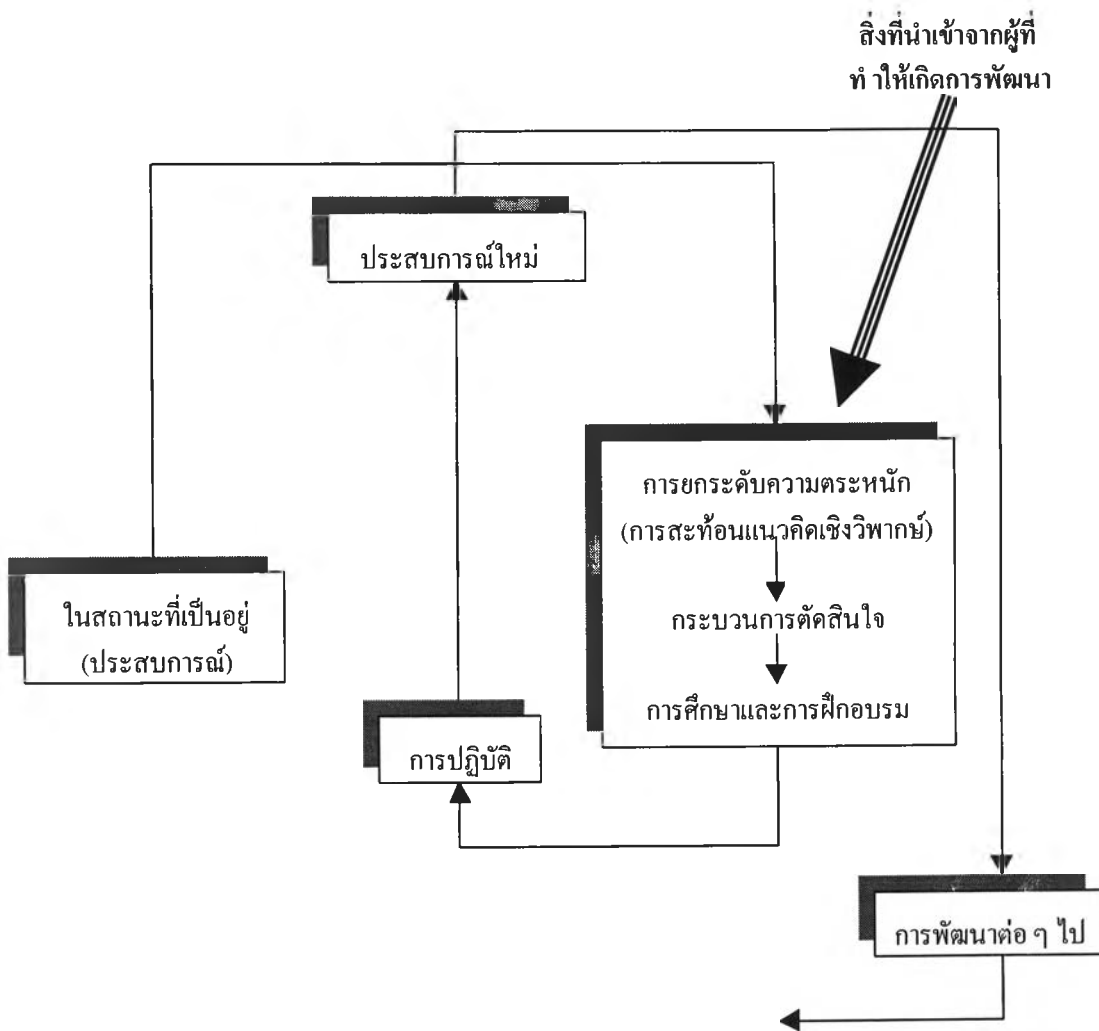 สิ่งที่นำเข้าจากผู้ที่
ทำให้เกิดการพัฒนา
ประสบการณ์ใหม่
การยกระดับความตระหนัก
(การสะท้อนแนวคิดเชิงวิพากษ์)
ในสถานะที่เป็นอยู่
(ประสบการณ์)
กระบวนการตัดสินใจ
การศึกษาและการฝึกอบรม
การปฏิบัติ
การพัฒนาต่อ ๆ ไป